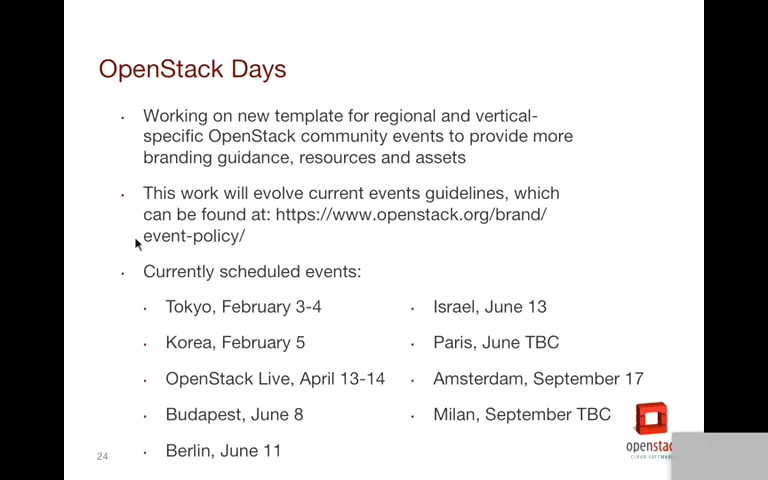 OpenStack Days
· Working on new template for regional and vertical-
specific OpenStack community events to provide more
branding guidance, resources and assets
· This work will evolve current events guidelines, which
can be found at: https://www.openstack.org/brand/
event-policy/
· Currently scheduled events:
· Tokyo, February 3-4
· Korea, February 5
· OpenStack Live, April 13-14
· Budapest, June 8
· Berlin, June 11
· Israel, June 13
· Paris, June TBC
· Amsterdam, September 17
· Milan, September TBC
24
openstac
CLOUD SOFTWAR